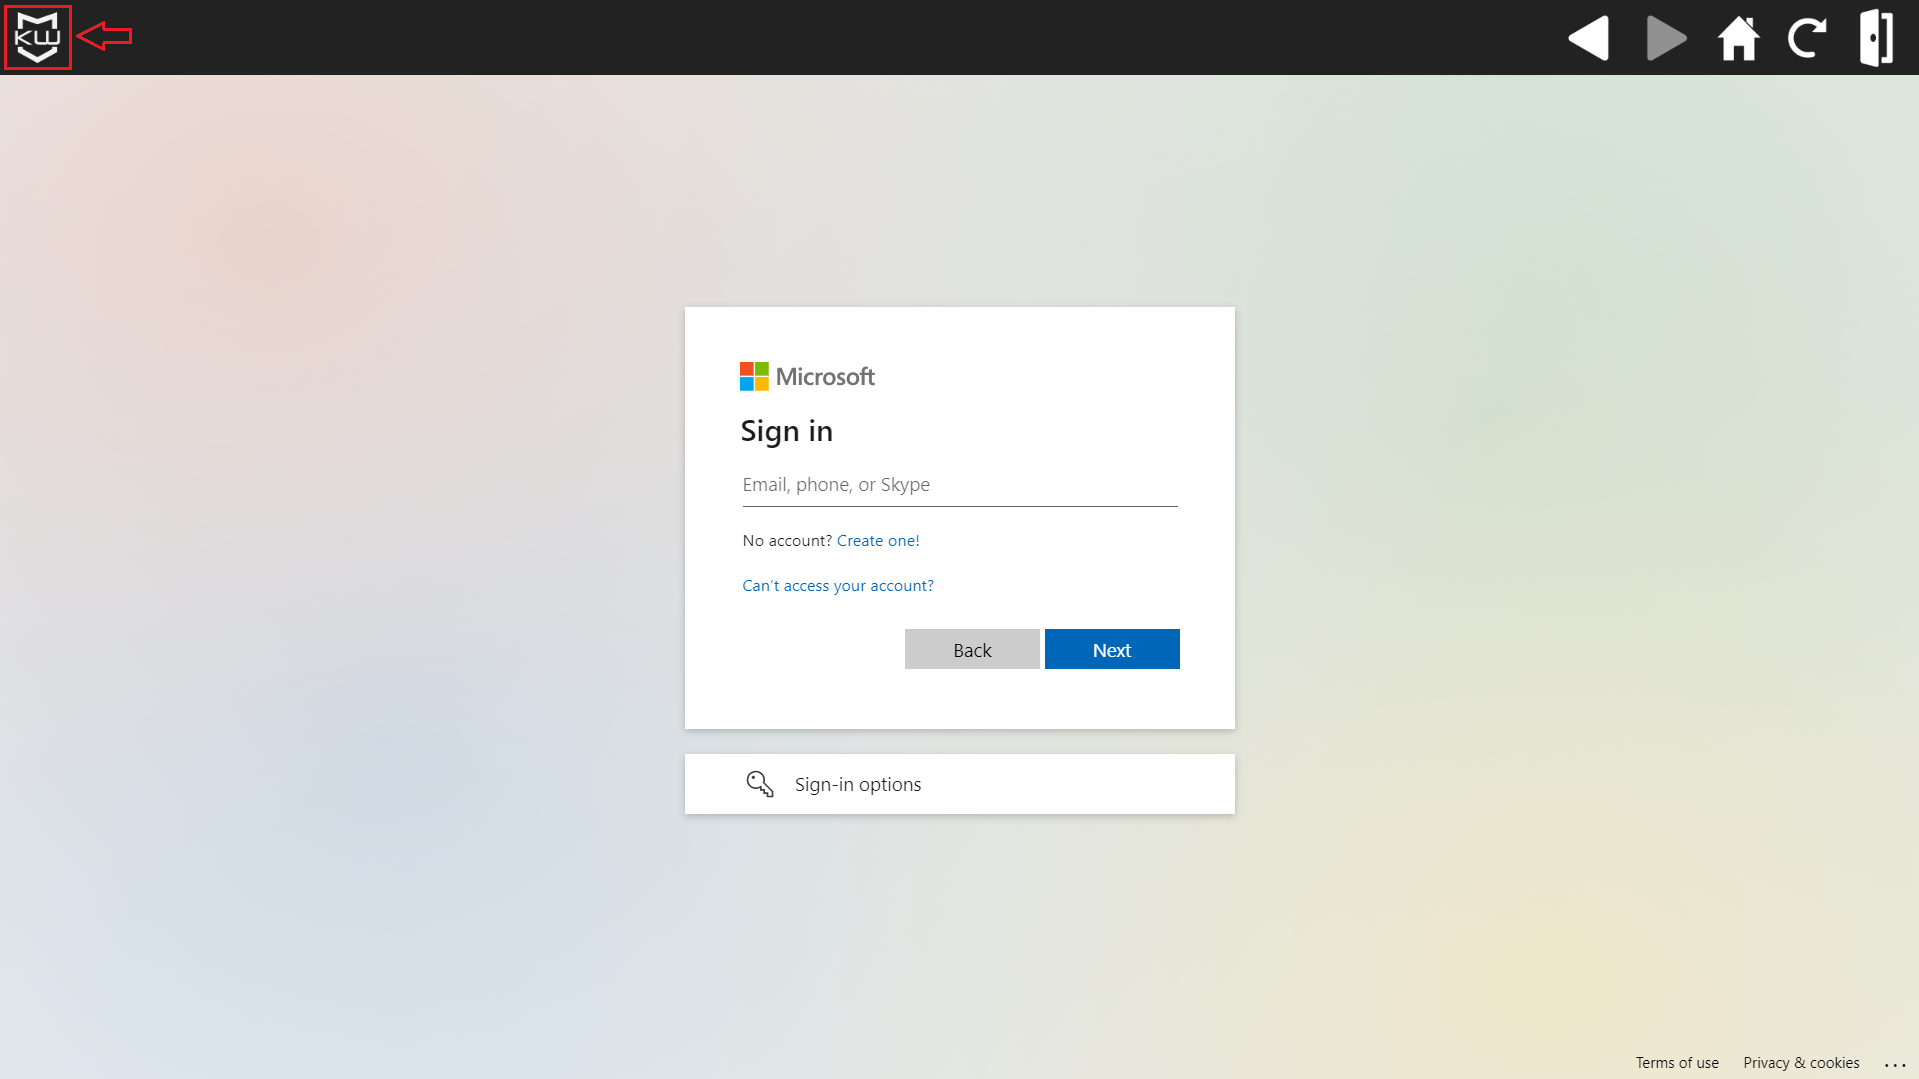 KW
Microsoft
Sign in
Email, phone, or Skype
No account? Create one!
Can't access your account?
Back
Next
Sign-in options
Terms of use
Privacy & cookies
...